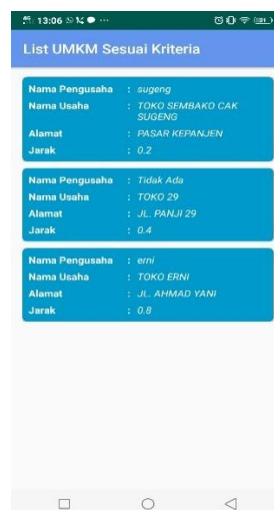 13:06
List UMKM Sesuai Kriteria
Nama Pengusaha : sugeng
Nama Usaha : TOKO SEMBAKO CAK
SUGENG
Alamat : PASAR KEPANJEN
Jarak : 0.2
Nama Pengusaha : Tidak Ada
Nama Usaha : TOKO 29
Alamat : JL. PANJI 29
Jarak : 0.4
Nama Pengusaha : erni
Nama Usaha : TOKO ERNI
Alamat : JL. AHMAD YANI
Jarak : 0.8